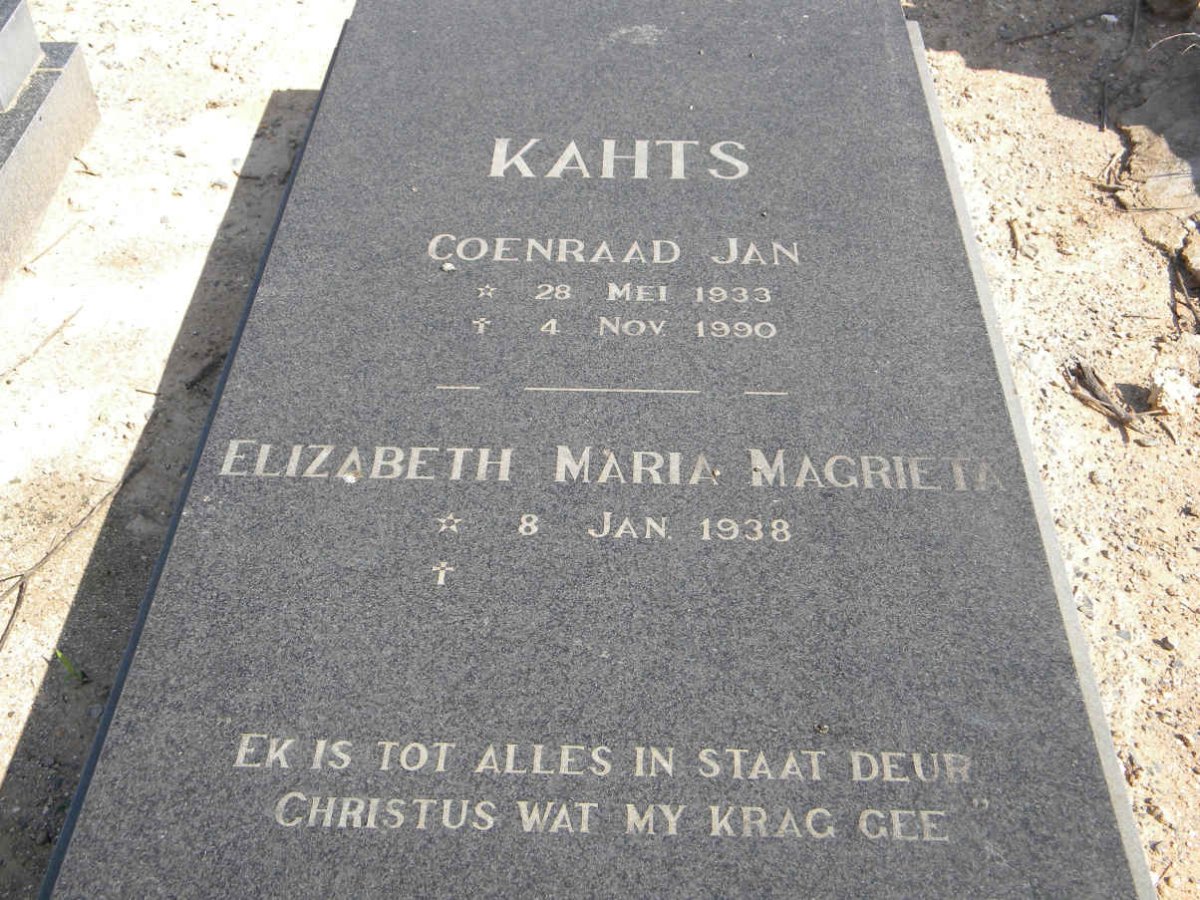 KAHTS
COENRAAD JAN
☆ 28 MEI 1933
✝ 4 NOV. 1990
ELIZABETH MARIA MAGRIETA
☆ 8 JAN. 1938
✝
"EK IS TOT ALLES IN STAAT DEUR
CHRISTUS WAT MY KRAG GEE"